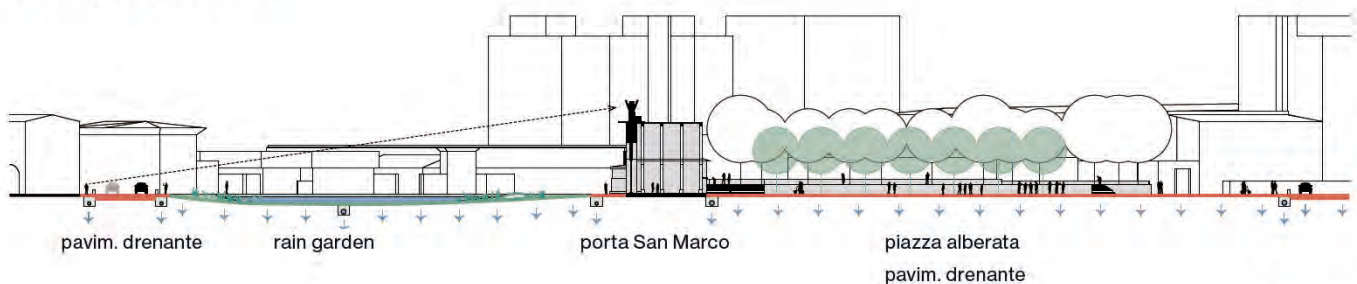 pavim. drenante
rain garden
porta San Marco
piazza alberata
pavim. drenante